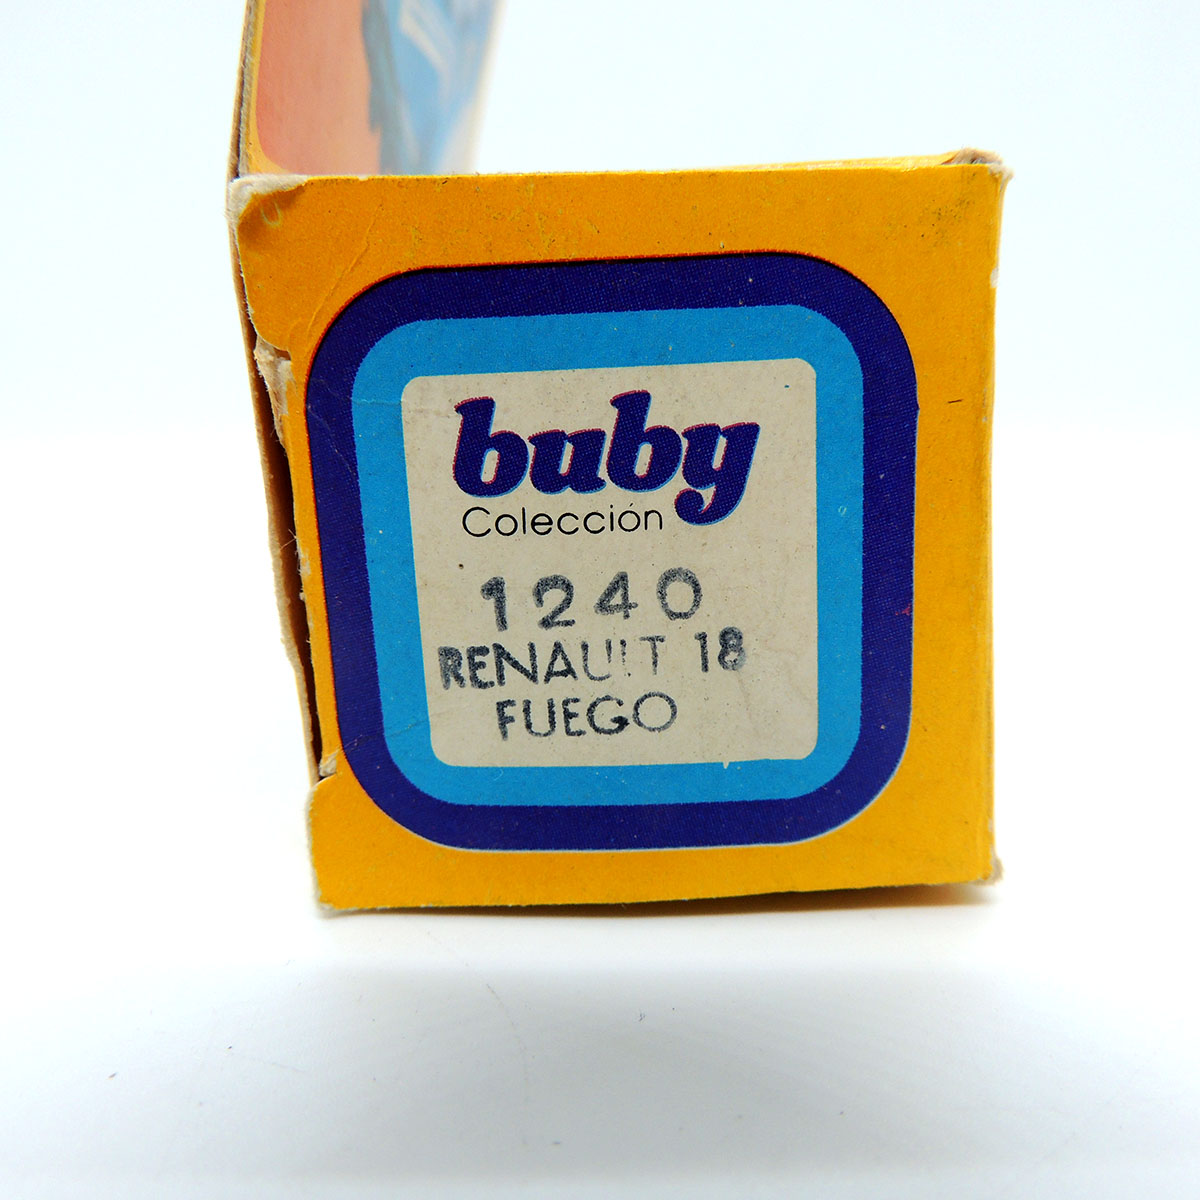 buby
Colección
1240
RENAULT 18
FUEGO